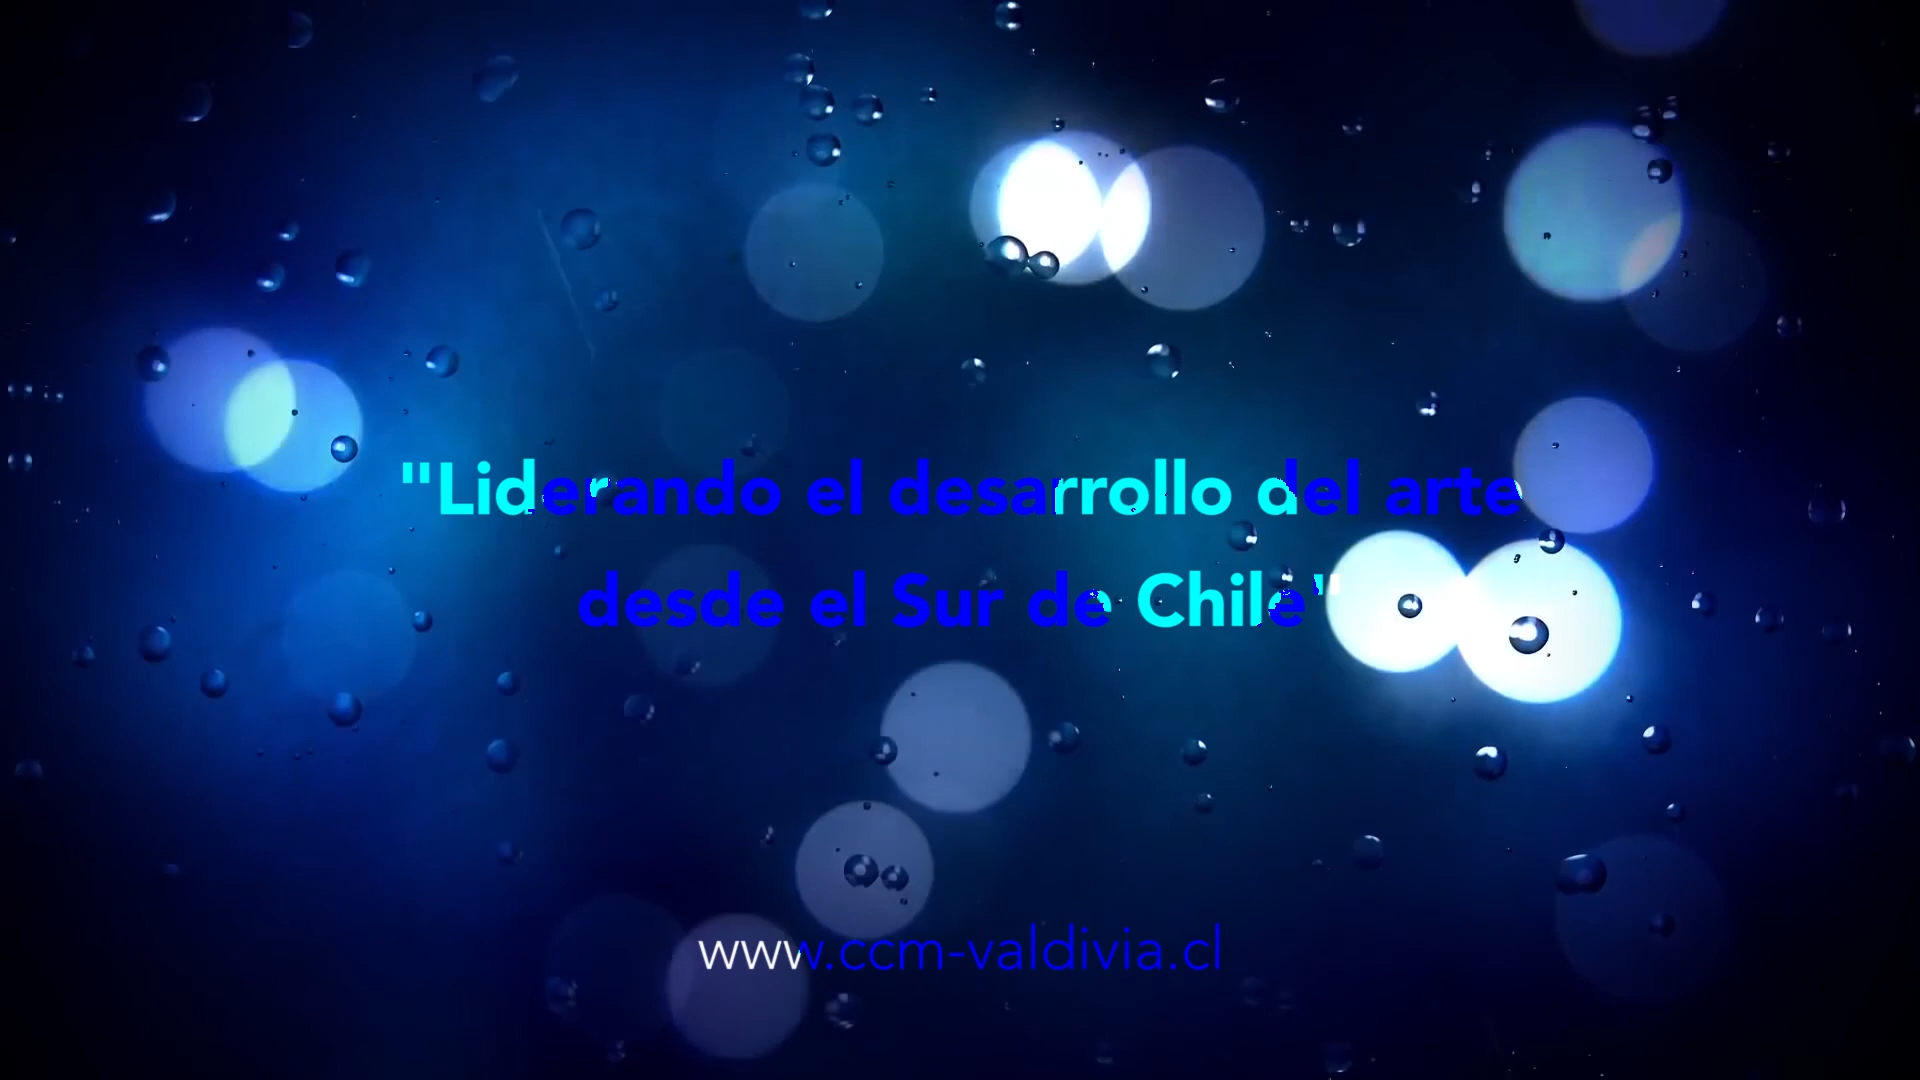 "Liderando el desarrollo del arte
desde el Sur de Chile"
www.ccm-valdivia.cl